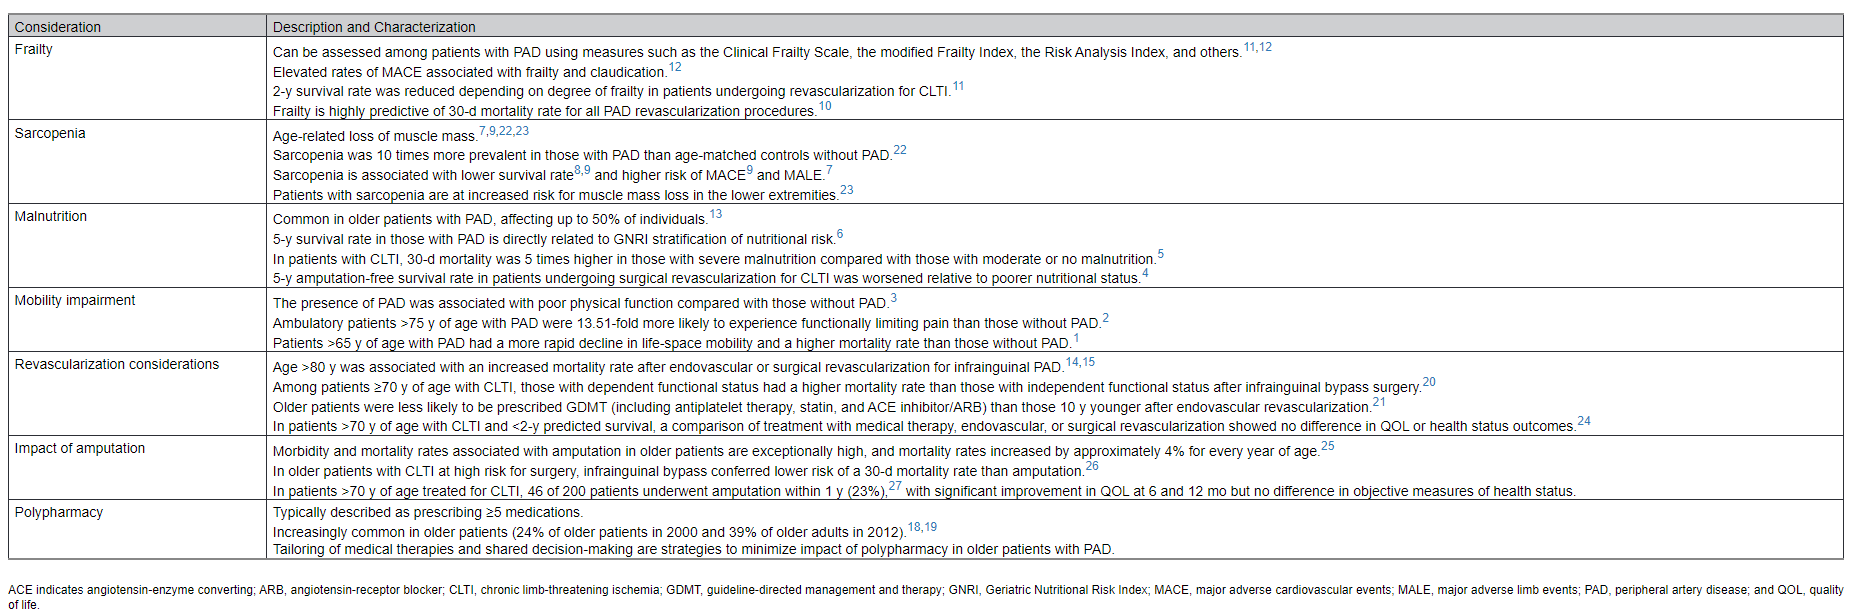 Consideration
Description and Characterization
Frailty
Can be assessed among patients with PAD using measures such as the Clinical Frailty Scale, the modified Frailty Index, the Risk Analysis Index, and others.11,12
Elevated rates of MACE associated with frailty and claudication.12
2-y survival rate was reduced depending on degree of frailty in patients undergoing revascularization for CLTI.11
Frailty is highly predictive of 30-d mortality rate for all PAD revascularization procedures.10
Sarcopenia
Age-related loss of muscle mass.7,9,22,23
Sarcopenia was 10 times more prevalent in those with PAD than age-matched controls without PAD.22
Sarcopenia is associated with lower survival rate8,9 and higher risk of MACE9 and MALE.7
Patients with sarcopenia are at increased risk for muscle mass loss in the lower extremities.23
Malnutrition
Common in older patients with PAD, affecting up to 50% of individuals.13
5-y survival rate in those with PAD is directly related to GNRI stratification of nutritional risk.6
In patients with CLTI, 30-d mortality was 5 times higher in those with severe malnutrition compared with those with moderate or no malnutrition.5
5-y amputation-free survival rate in patients undergoing surgical revascularization for CLTI was worsened relative to poorer nutritional status.4
Mobility impairment
The presence of PAD was associated with poor physical function compared with those without PAD.3
Ambulatory patients >75 y of age with PAD were 13.51-fold more likely to experience functionally limiting pain than those without PAD.2
Patients >65 y of age with PAD had a more rapid decline in life-space mobility and a higher mortality rate than those without PAD.1
Revascularization considerations
Age >80 y was associated with an increased mortality rate after endovascular or surgical revascularization for infrainguinal PAD.14,15
Among patients ≥70 y of age with CLTI, those with dependent functional status had a higher mortality rate than those with independent functional status after infrainguinal bypass surgery.20
Older patients were less likely to be prescribed GDMT (including antiplatelet therapy, statin, and ACE inhibitor/ARB) than those 10 y younger after endovascular revascularization.21
In patients >70 y of age with CLTI and <2-y predicted survival, a comparison of treatment with medical therapy, endovascular, or surgical revascularization showed no difference in QOL or health status outcomes.24
Impact of amputation
Morbidity and mortality rates associated with amputation in older patients are exceptionally high, and mortality rates increased by approximately 4% for every year of age.25
In older patients with CLTI at high risk for surgery, infrainguinal bypass conferred lower risk of a 30-d mortality rate than amputation.26
In patients >70 y of age treated for CLTI, 46 of 200 patients underwent amputation within 1 y (23%),27 with significant improvement in QOL at 6 and 12 mo but no difference in objective measures of health status.
Polypharmacy
Typically described as prescribing ≥5 medications.
Increasingly common in older patients (24% of older patients in 2000 and 39% of older adults in 2012).18,19
Tailoring of medical therapies and shared decision-making are strategies to minimize impact of polypharmacy in older patients with PAD.
ACE indicates angiotensin-enzyme converting; ARB, angiotensin-receptor blocker; CLTI, chronic limb-threatening ischemia; GDMT, guideline-directed management and therapy; GNRI, Geriatric Nutritional Risk Index; MACE, major adverse cardiovascular events; MALE, major adverse limb events; PAD, peripheral artery disease; and QOL, quality
of life.